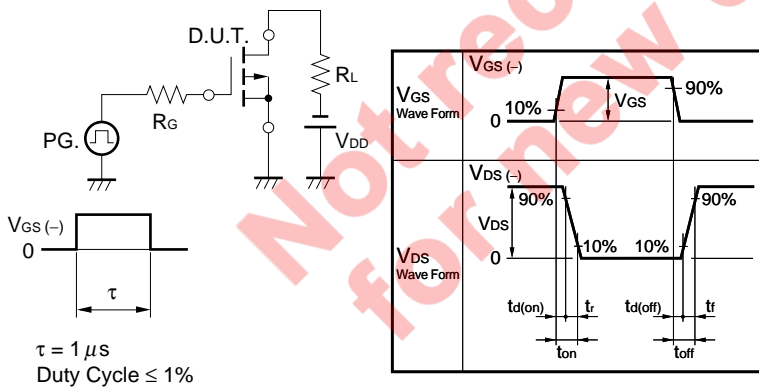 D.U.T.
RL
RG
PG.
VDD
VGS (−)
0
τ
τ = 1 μs
Duty Cycle ≤ 1%
VGS
Wave Form
VGS (−)
10%
VGS
90%
0
VDS
Wave Form
VDS (−)
90%
VDS
10%
10%
90%
0
td(on)
tr
td(off)
tf
ton
toff
Not rec
for new